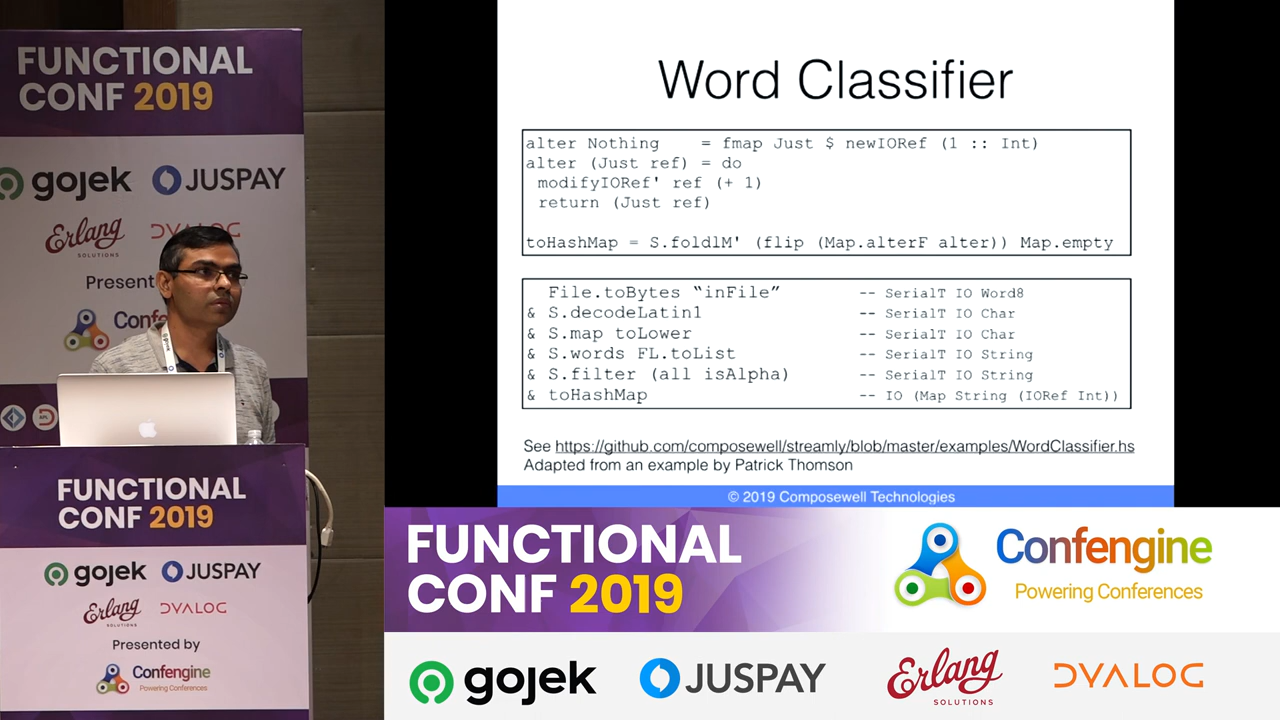 FUNCTIONAL
CONF 2019
gojek
JUSPAY
Erlang
SOLUTIONS
DYALOG
Present
Conf
FUNCTIONAL
CONF 2019
gojek
JUSPAY
Erlang
SOLUTIONS
DYALOG
Presented by
Confengine
Powering Conferences
Word Classifier
alter Nothing = fmap Just $ newIORef (1 :: Int)
alter (Just ref) = do
modifyIORef' ref (+ 1)
return (Just ref)
toHashMap = S.foldlM' (flip (Map.alterF alter)) Map.empty
File.toBytes “inFile” -- SerialT IO Word8
& S.decodeLatin1 -- SerialT IO Char
& S.map toLower -- SerialT IO Char
& S.words FL.toList -- SerialT IO String
& S.filter (all isAlpha) -- SerialT IO String
& toHashMap -- IO (Map String (IORef Int))
See https://github.com/composewell/streamly/blob/master/examples/WordClassifier.hs
Adapted from an example by Patrick Thomson
© 2019 Composewell Technologies
FUNCTIONAL
CONF 2019
Confengine
Powering Conferences
gojek
JUSPAY
Erlang
SOLUTIONS
DYALOG